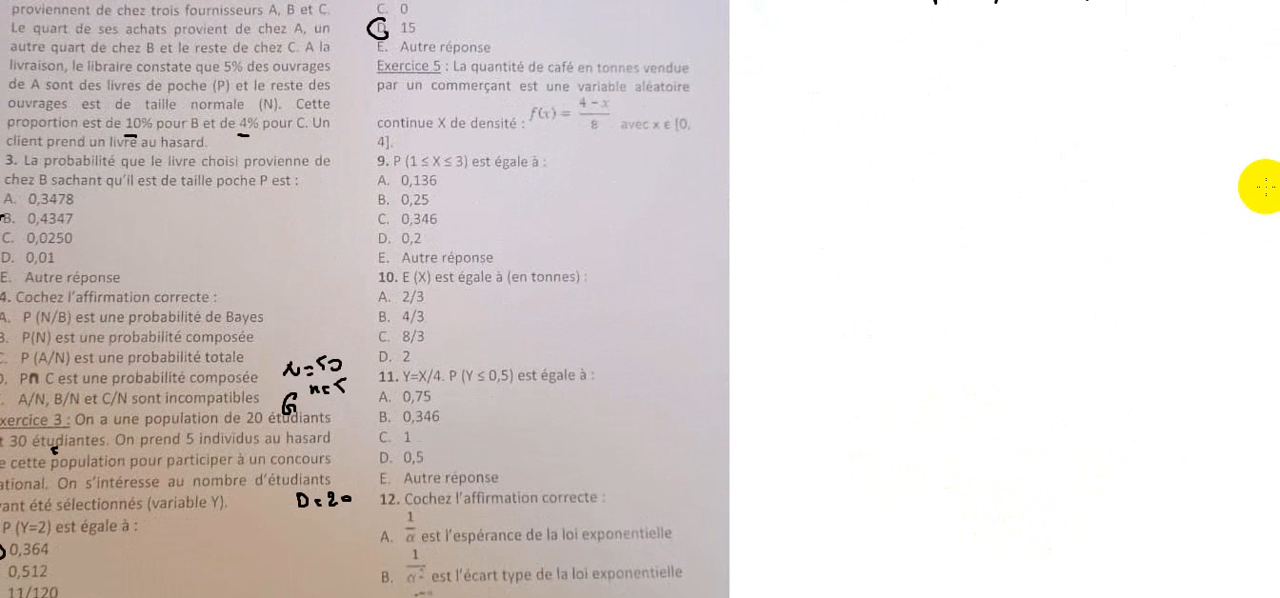 proviennent de chez trois fournisseurs A, B et C.
Le quart de ses achats provient de chez A, un
autre quart de chez B et le reste de chez C. A la
livraison, le libraire constate que 5% des ouvrages
de A sont des livres de poche (P) et le reste des
ouvrages est de taille normale (N). Cette
proportion est de 10% pour B et de 4% pour C. Un
client prend un livre au hasard.
3. La probabilité que le livre choisi provienne de
chez B sachant qu'il est de taille poche P est :
A. 0,3478
B. 0,4347
C. 0,0250
D. 0,01
E. Autre réponse
4. Cochez l'affirmation correcte :
A. P (N/B) est une probabilité de Bayes
B. P(N) est une probabilité composée
C. P (A/N) est une probabilité totale
D. P∩ C est une probabilité composée
. A/N, B/N et C/N sont incompatibles
xercice 3 : On a une population de 20 étudiants
t 30 étudiantes. On prend 5 individus au hasard
e cette population pour participer à un concours
ational. On s'intéresse au nombre d'étudiants
ant été sélectionnés (variable Y).
D = 20
P (Y=2) est égale à :
0,364
0,512
11/120
C. 0
D. 15
E. Autre réponse
Exercice 5 : La quantité de café en tonnes vendue
par un commerçant est une variable aléatoire
continue X de densité : f(x) = (4 − x)/8 avec x ∈ [0,
4].
9. P (1 ≤ X ≤ 3) est égale à :
A. 0,136
B. 0,25
C. 0,346
D. 0,2
E. Autre réponse
10. E (X) est égale à (en tonnes) :
A. 2/3
B. 4/3
C. 8/3
D. 2
11. Y=X/4. P (Y ≤ 0,5) est égale à :
A. 0,75
B. 0,346
C. 1
D. 0,5
E. Autre réponse
12. Cochez l'affirmation correcte :
A. 1/α est l'espérance de la loi exponentielle
B. 1/α² est l'écart type de la loi exponentielle